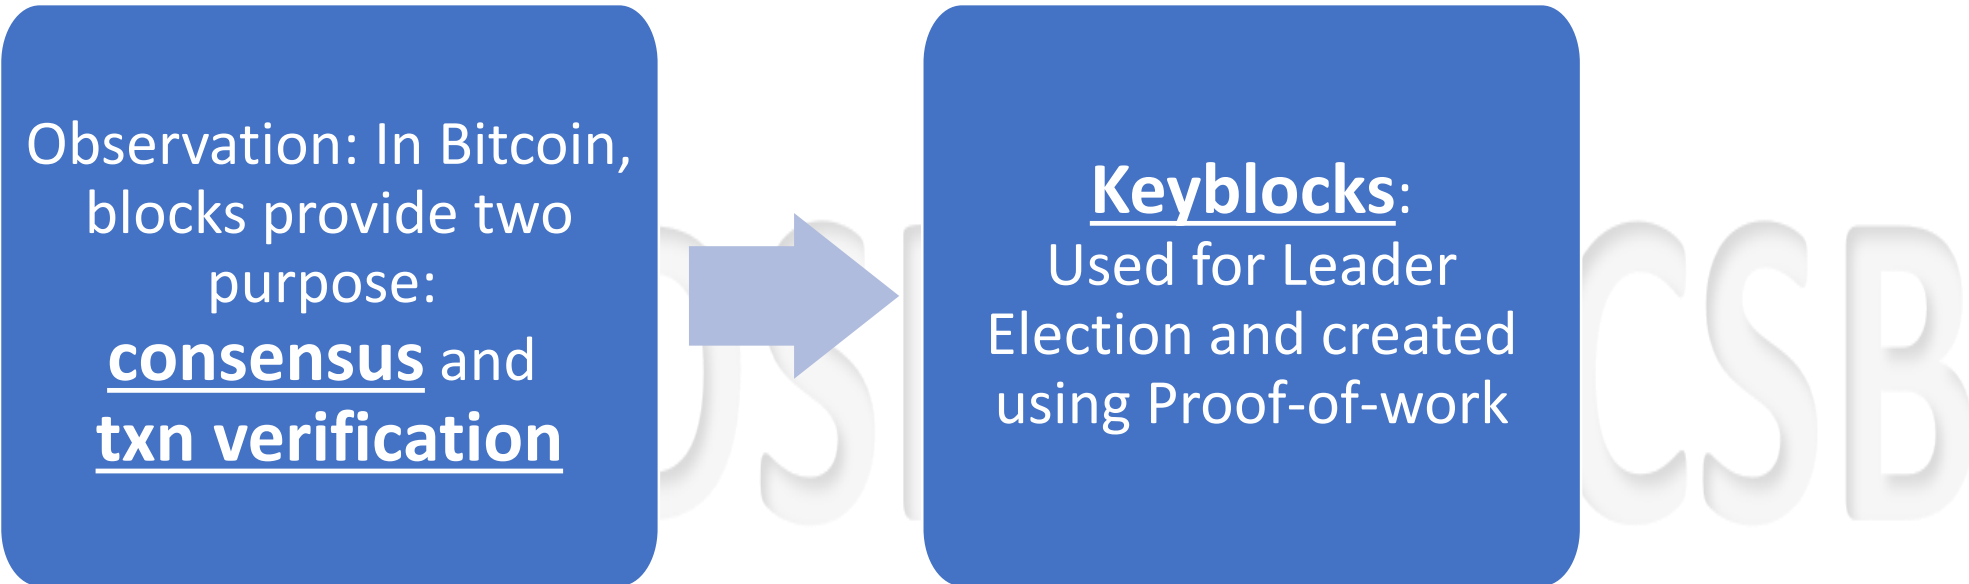 Observation: In Bitcoin,
blocks provide two
purpose:
consensus and
txn verification
Keyblocks:
Used for Leader
Election and created
using Proof-of-work
CSB